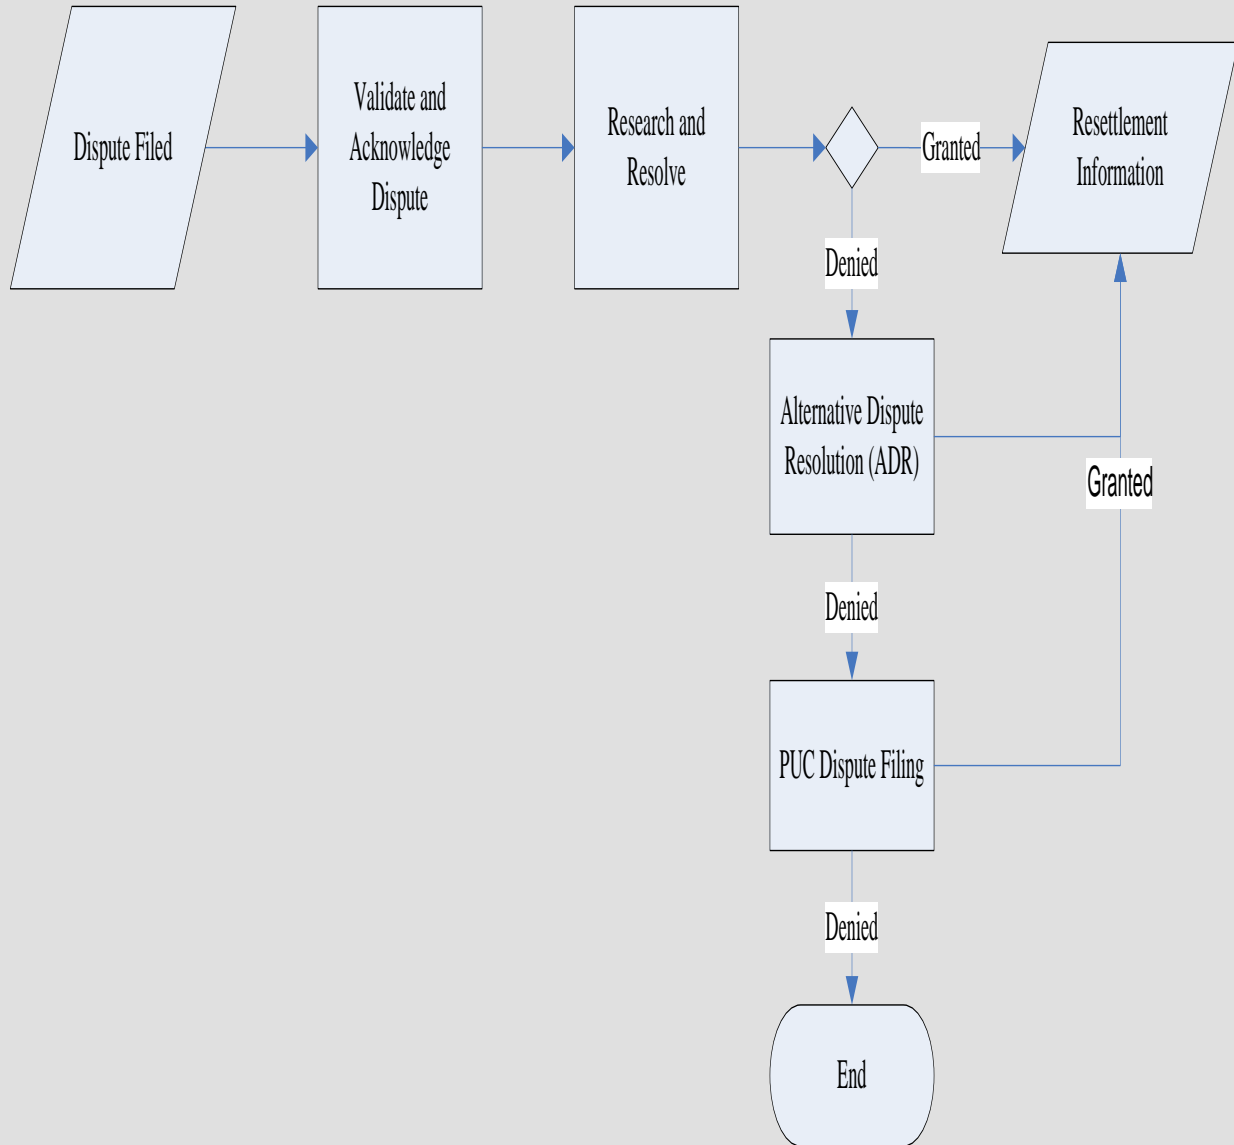 Dispute Filed
Validate and
Acknowledge
Dispute
Research and
Resolve
Granted
Resettlement
Information
Denied
Alternative Dispute
Resolution (ADR)
Granted
Denied
PUC Dispute Filing
Denied
End